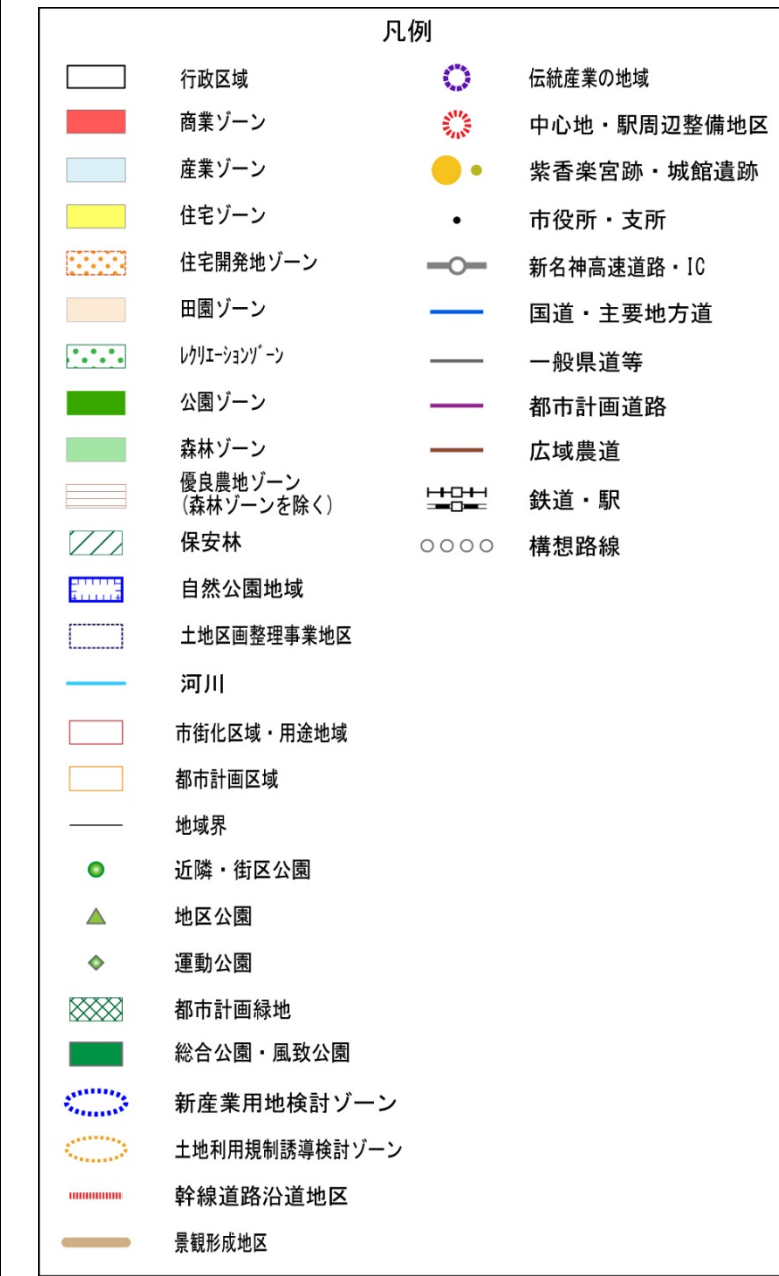 凡例
行政区域
商業ゾーン
産業ゾーン
住宅ゾーン
住宅開発地ゾーン
田園ゾーン
ﾚｸﾘｴｰｼｮﾝｿﾞｰﾝ
公園ゾーン
森林ゾーン
優良農地ゾーン
(森林ゾーンを除く)
保安林
自然公園地域
土地区画整理事業地区
河川
市街化区域・用途地域
都市計画区域
地域界
近隣・街区公園
地区公園
運動公園
都市計画緑地
総合公園・風致公園
新産業用地検討ゾーン
土地利用規制誘導検討ゾーン
幹線道路沿道地区
景観形成地区
伝統産業の地域
中心地・駅周辺整備地区
紫香楽宮跡・城館遺跡
市役所・支所
新名神高速道路・IC
国道・主要地方道
一般県道等
都市計画道路
広域農道
鉄道・駅
構想路線